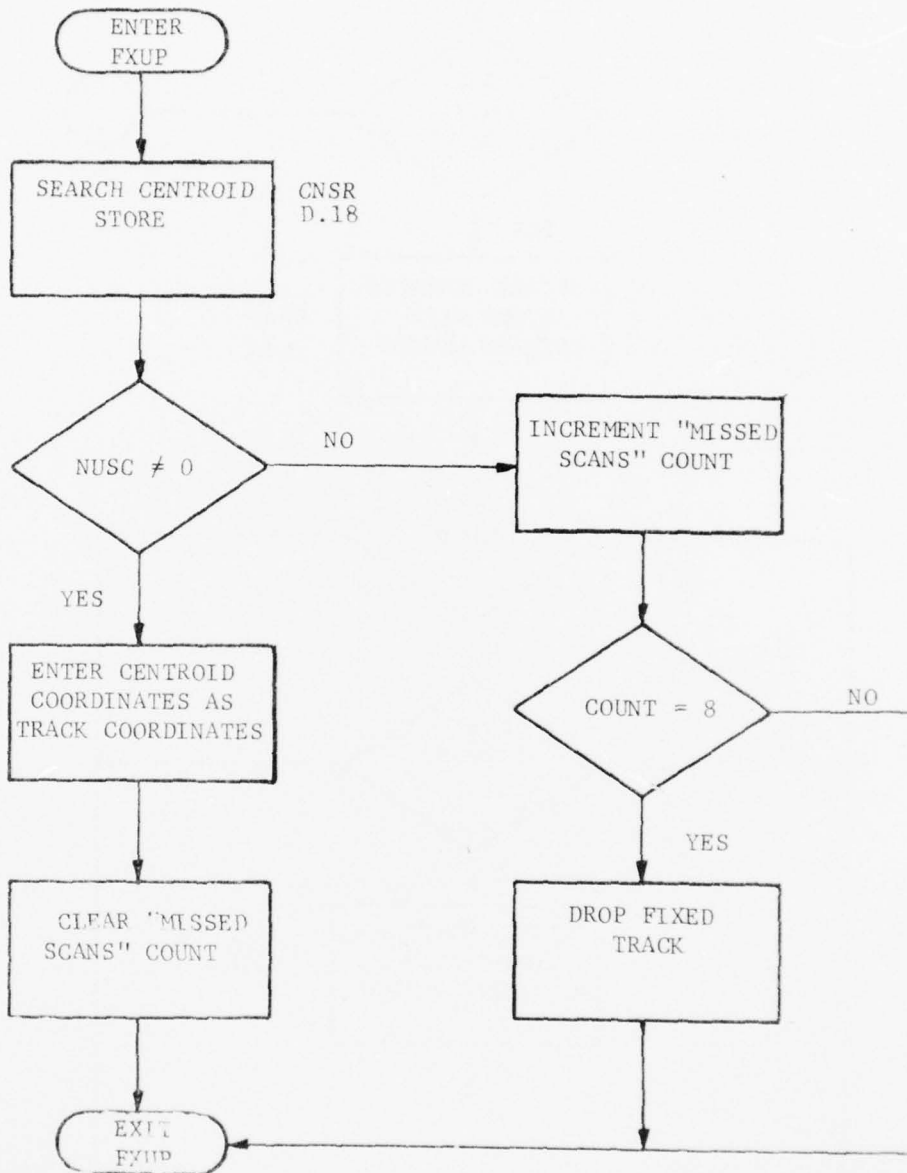 ENTER
FXUP
SEARCH CENTROID
STORE
CNSR
D.18
NUSC ≠ 0
NO
YES
INCREMENT "MISSED
SCANS" COUNT
ENTER CENTROID
COORDINATES AS
TRACK COORDINATES
COUNT = 8
NO
YES
CLEAR "MISSED
SCANS" COUNT
DROP FIXED
TRACK
EXIT
FXUP